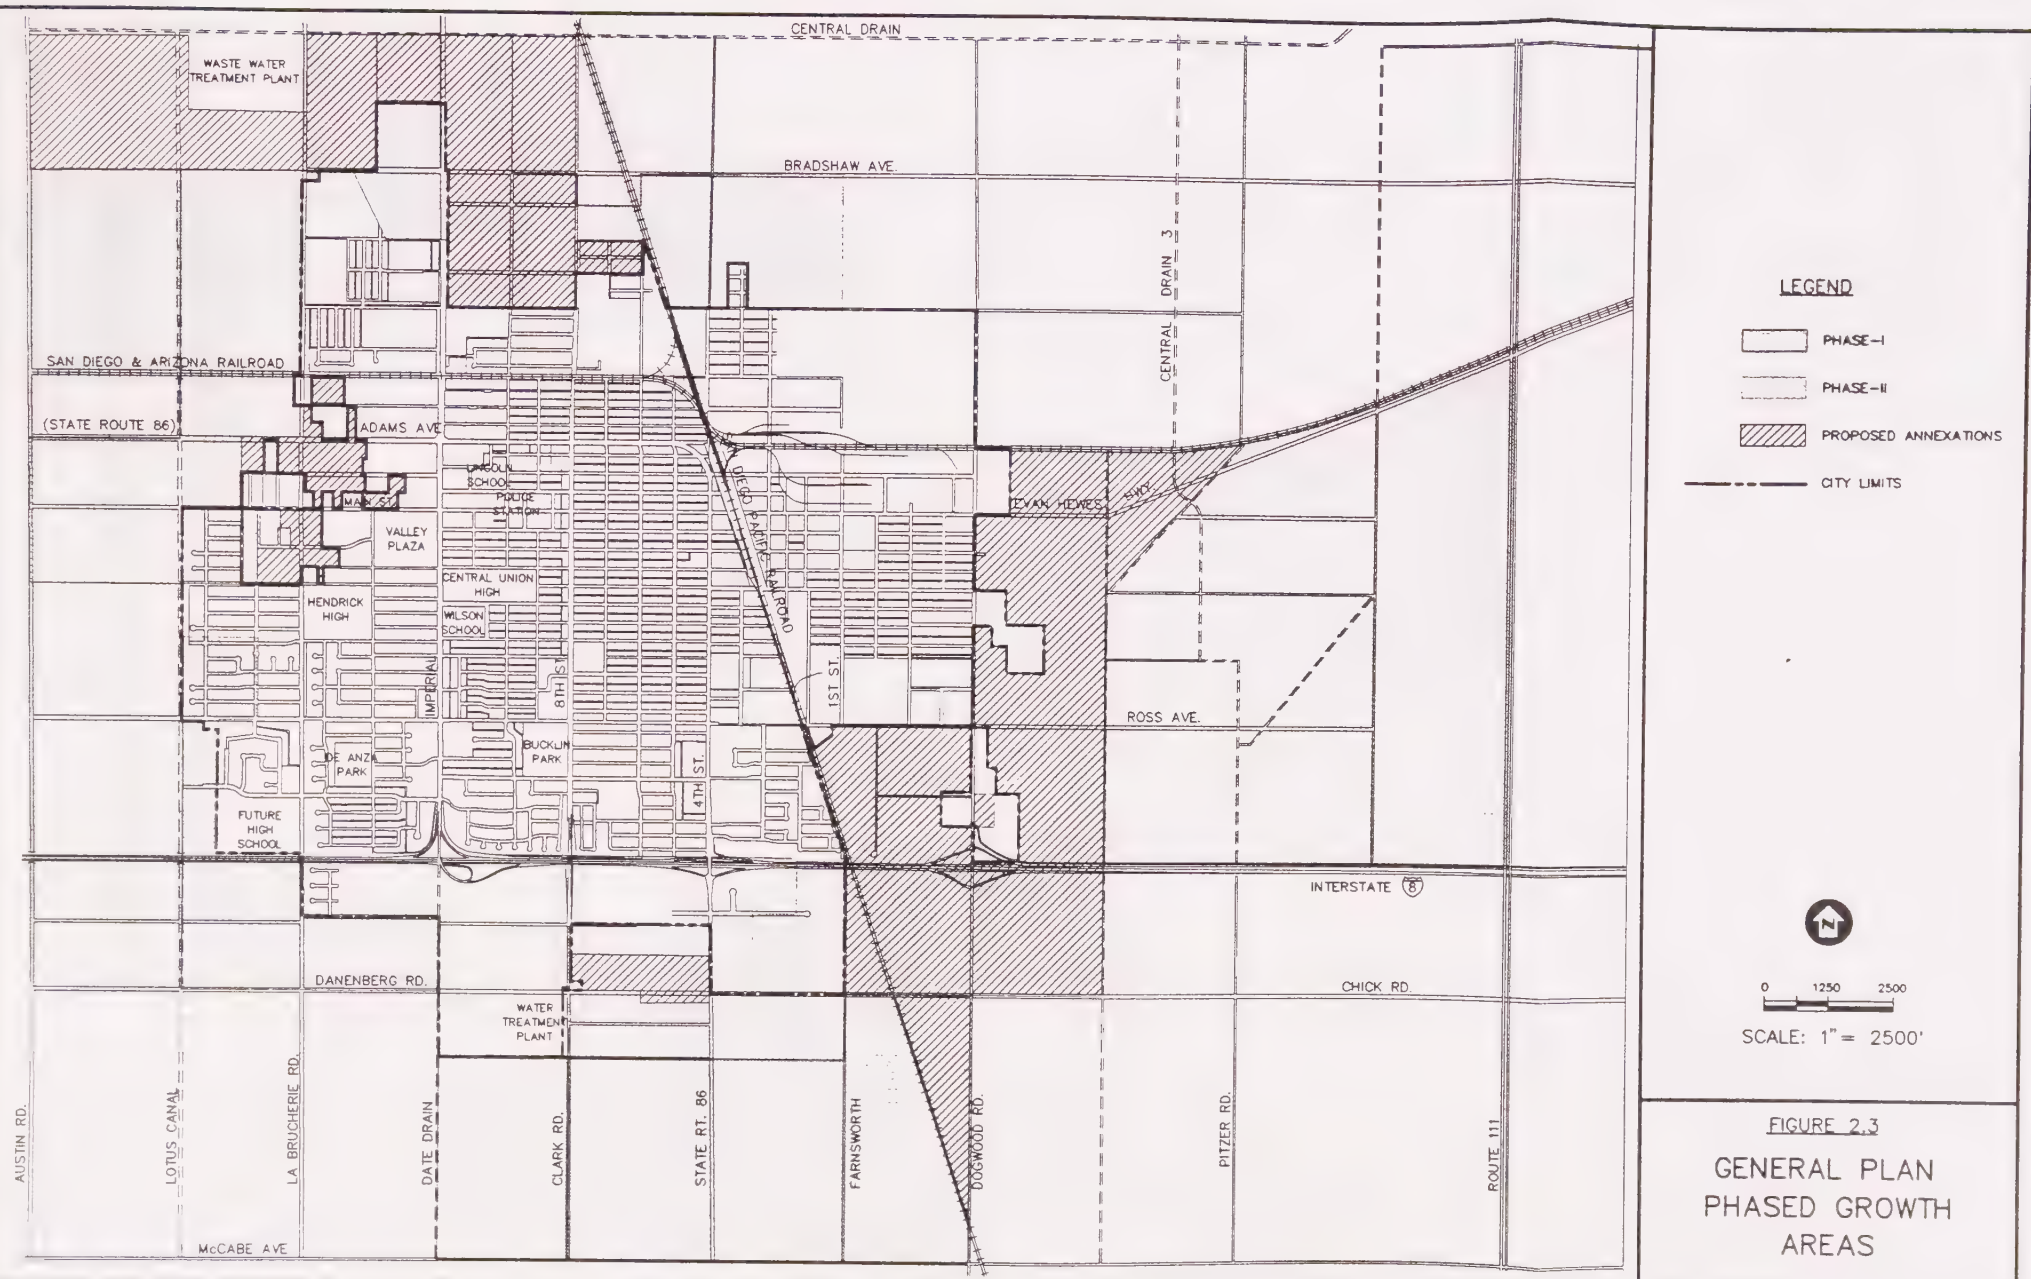 CENTRAL DRAIN
WASTE WATER
TREATMENT PLANT
BRADSHAW AVE.
CENTRAL DRAIN 3
SAN DIEGO & ARIZONA RAILROAD
(STATE ROUTE 86)
ADAMS AVE
LINCOLN
SCHOOL
POLICE
STATION
MAIN ST.
VALLEY
PLAZA
DIEGO PACIFIC RAILROAD
EVAN HEWES HWY
CENTRAL UNION
HIGH
HENDRICK
HIGH
WILSON
SCHOOL
IMPERIAL
8TH ST.
1ST ST.
ROSS AVE.
DE ANZA
PARK
BUCKLIN
PARK
4TH ST.
FUTURE
HIGH
SCHOOL
INTERSTATE 8
DANENBERG RD.
CHICK RD.
WATER
TREATMENT
PLANT
AUSTIN RD.
LOTUS CANAL
LA BRUCHERIE RD.
DATE DRAIN
CLARK RD.
STATE RT. 86
FARNSWORTH
DOGWOOD RD.
PITZER RD.
ROUTE 111
McCABE AVE
LEGEND
PHASE-I
PHASE-II
PROPOSED ANNEXATIONS
CITY LIMITS
N
0 1250 2500
SCALE: 1" = 2500'
FIGURE 2.3
GENERAL PLAN
PHASED GROWTH
AREAS